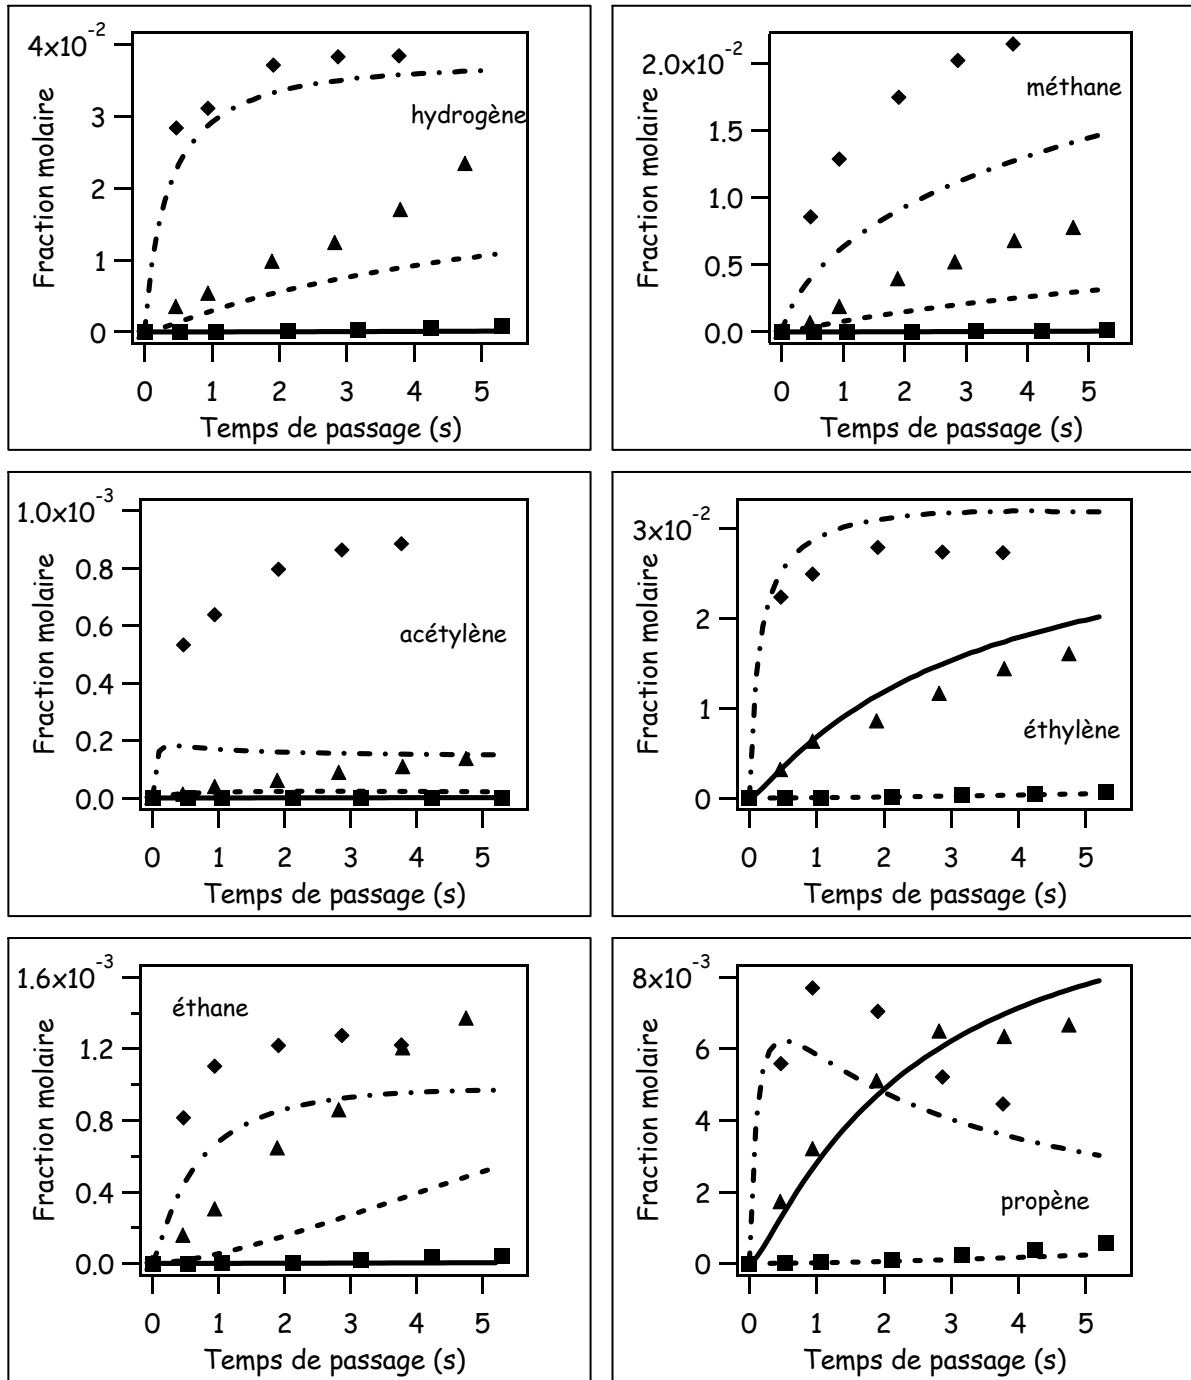 4x10-2
3
2
1
0
Fraction molaire
hydrogène
0 1 2 3 4 5
Temps de passage (s)
2.0x10-2
1.5
1.0
0.5
0.0
Fraction molaire
méthane
0 1 2 3 4 5
Temps de passage (s)
1.0x10-3
0.8
0.6
0.4
0.2
0.0
Fraction molaire
acétylène
0 1 2 3 4 5
Temps de passage (s)
3x10-2
2
1
0
Fraction molaire
éthylène
0 1 2 3 4 5
Temps de passage (s)
1.6x10-3
1.2
0.8
0.4
0.0
Fraction molaire
éthane
0 1 2 3 4 5
Temps de passage (s)
8x10-3
6
4
2
0
Fraction molaire
propène
0 1 2 3 4 5
Temps de passage (s)